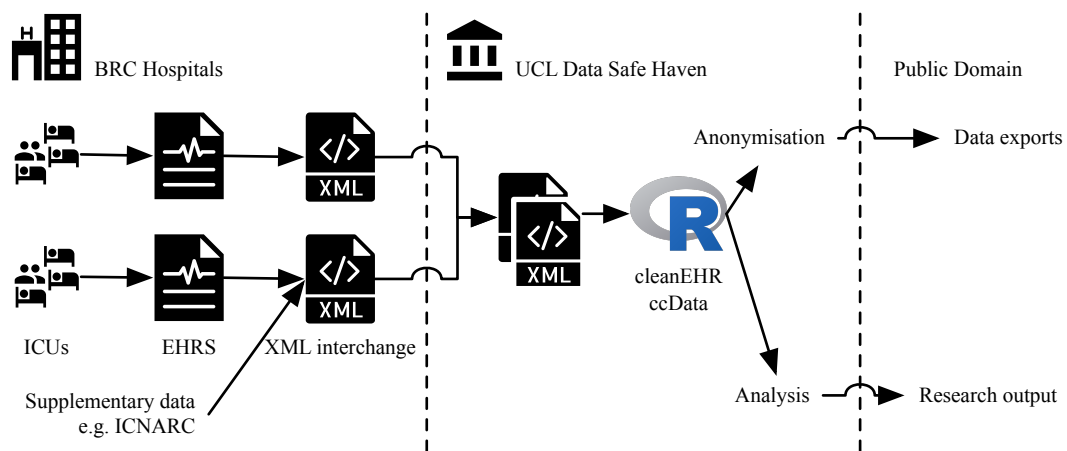 H
BRC Hospitals
UCL Data Safe Haven
Public Domain
</>
XML
Anonymisation
Data exports
</>
XML
R
cleanEHR
ccData
</>
XML
ICUs
EHRS
XML interchange
Supplementary data
e.g. ICNARC
Analysis
Research output